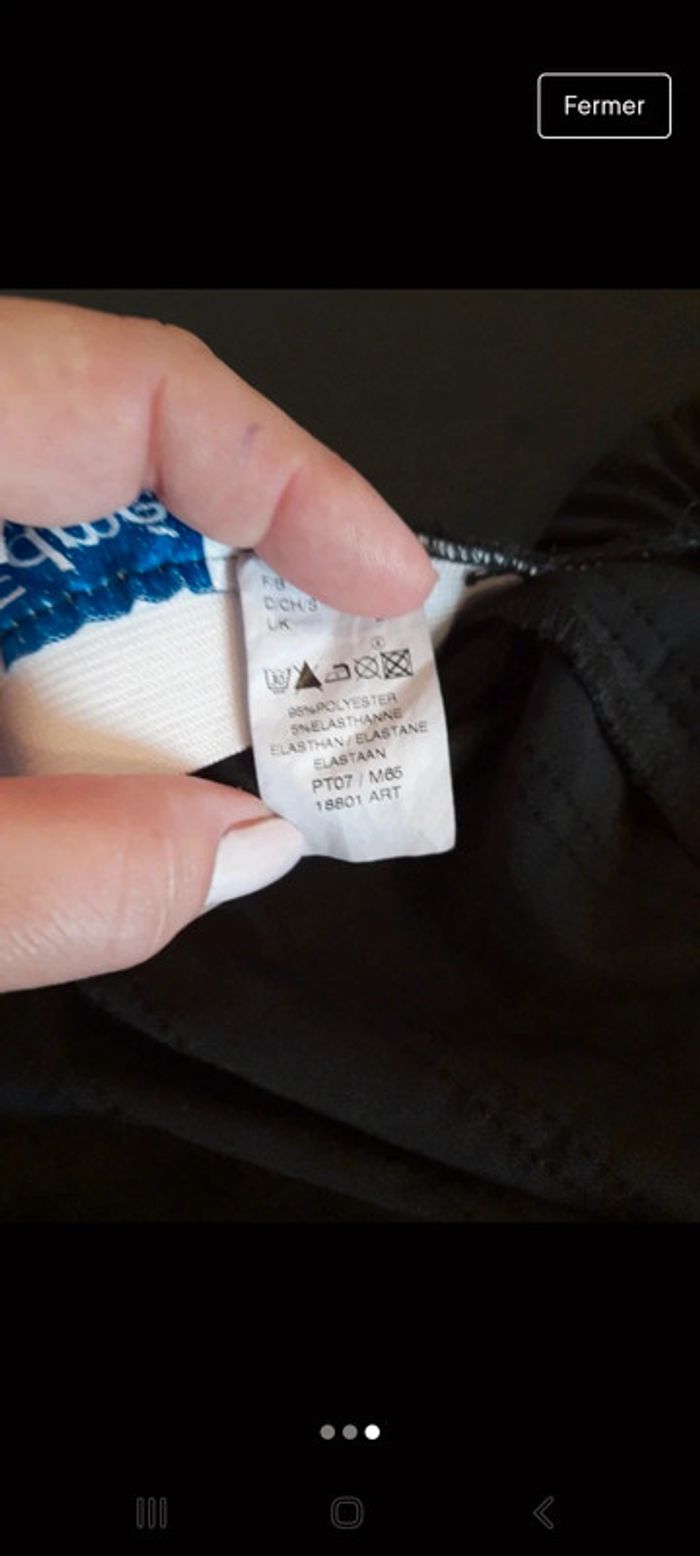 Fermer
F/B
D/CH/S
UK
95%POLYESTER
5%ELASTHANNE
ELASTHAN / ELASTANE
ELASTAAN
PT07 / M65
18801 ART